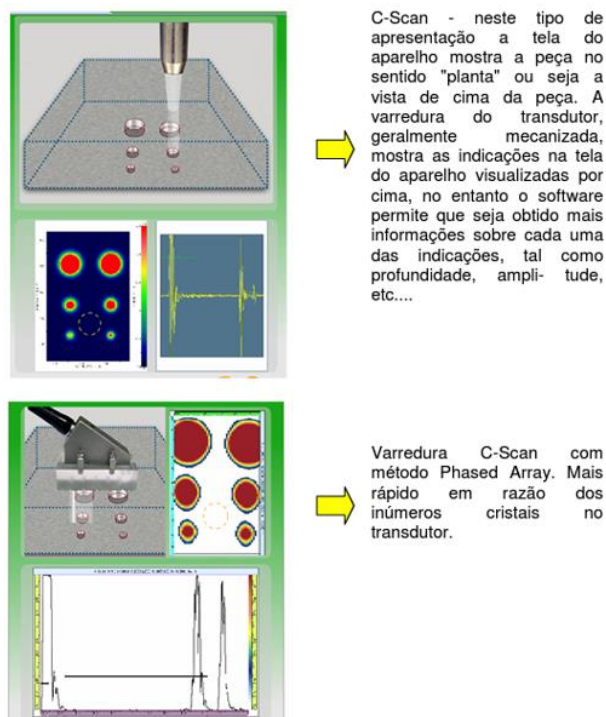 C-Scan - neste tipo de
apresentação a tela do
aparelho mostra a peça no
sentido "planta" ou seja a
vista de cima da peça. A
varredura do transdutor,
geralmente mecanizada,
mostra as indicações na tela
do aparelho visualizadas por
cima, no entanto o software
permite que seja obtido mais
informações sobre cada uma
das indicações, tal como
profundidade, ampli- tude,
etc....
Varredura C-Scan com
método Phased Array. Mais
rápido em razão dos
inúmeros cristais no
transdutor.